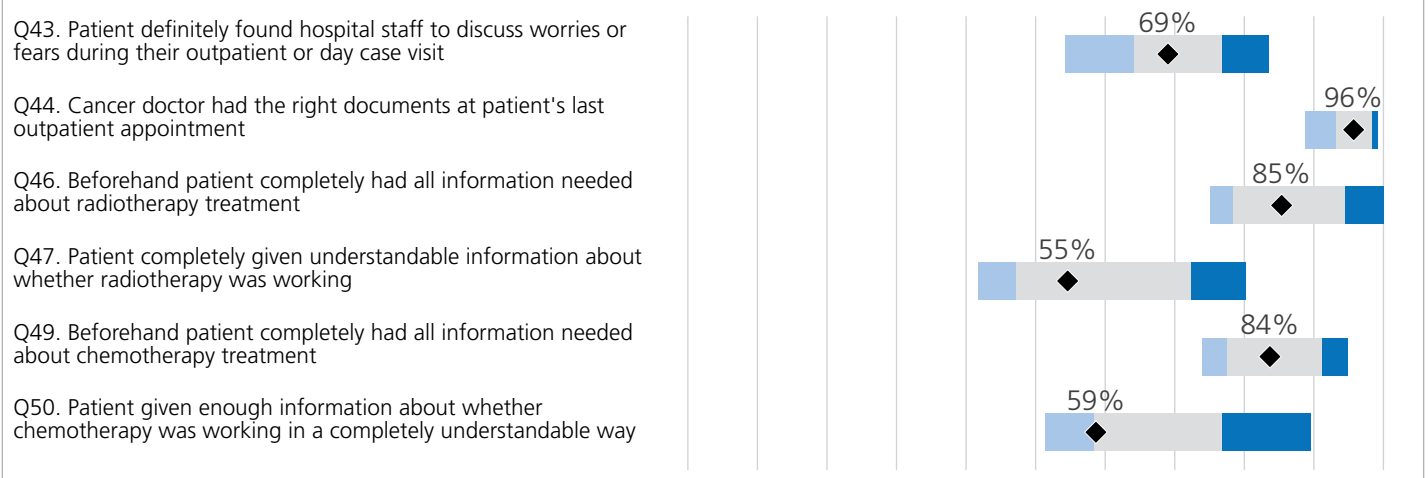 Q43. Patient definitely found hospital staff to discuss worries or
fears during their outpatient or day case visit
69%
Q44. Cancer doctor had the right documents at patient's last
outpatient appointment
96%
Q46. Beforehand patient completely had all information needed
about radiotherapy treatment
85%
Q47. Patient completely given understandable information about
whether radiotherapy was working
55%
Q49. Beforehand patient completely had all information needed
about chemotherapy treatment
84%
Q50. Patient given enough information about whether
chemotherapy was working in a completely understandable way
59%